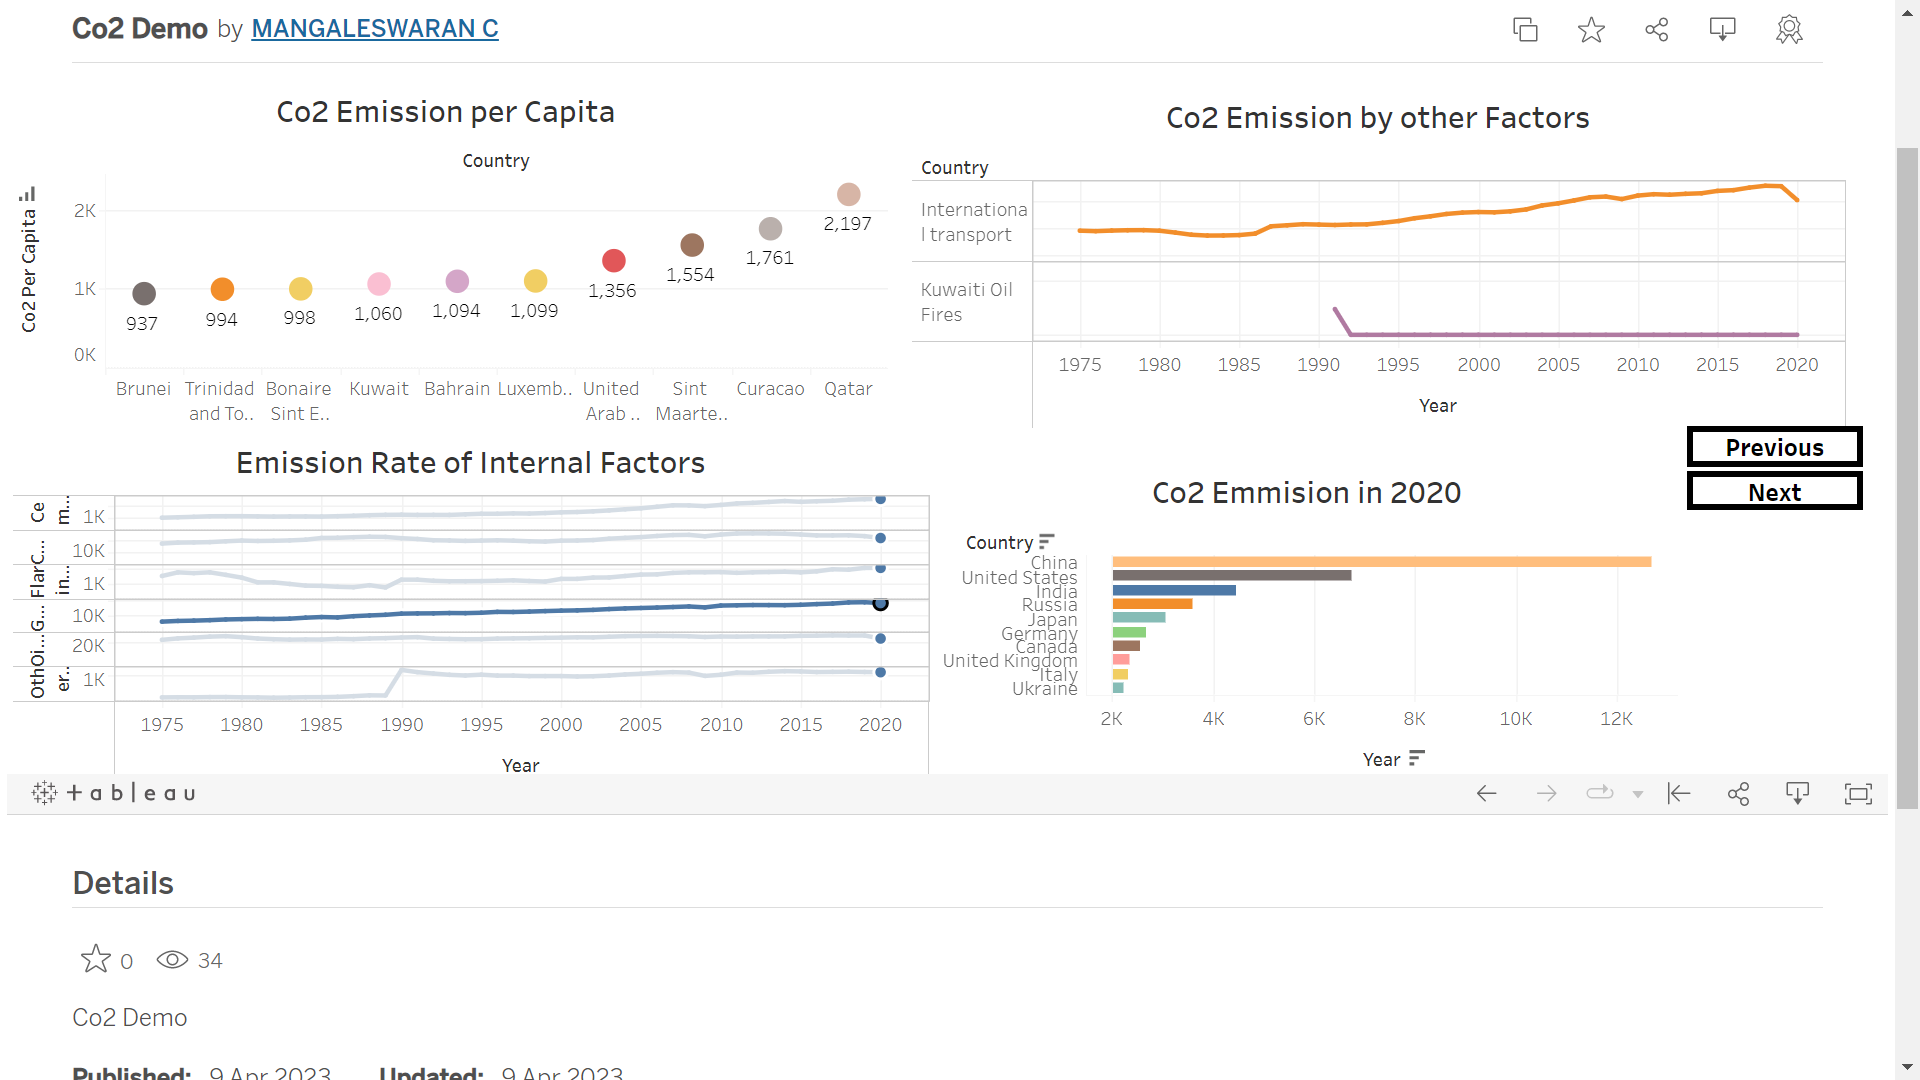 Co2 Demo by MANGALESWARAN C
Co2 Emission per Capita
Country
Co2 Per Capita
2K
1K
0K
937
994
998
1,060
1,094
1,099
1,356
1,554
1,761
2,197
Brunei
Trinidad
and To..
Bonaire
Sint E..
Kuwait
Bahrain
Luxemb..
United
Arab ..
Sint
Maarte..
Curacao
Qatar
Co2 Emission by other Factors
Country
Internationa
l transport
Kuwaiti Oil
Fires
1975 1980 1985 1990 1995 2000 2005 2010 2015 2020
Year
Previous
Next
Emission Rate of Internal Factors
Ce
m...
1K
C...
10K
Flar
in...
1K
G...
10K
Oi...
20K
Oth
er..
1K
1975 1980 1985 1990 1995 2000 2005 2010 2015 2020
Year
Co2 Emmision in 2020
Country
China
United States
India
Russia
Japan
Germany
Canada
United Kingdom
Italy
Ukraine
2K 4K 6K 8K 10K 12K
Year
+ a b l e a u
Details
0 34
Co2 Demo
Published: 9 Apr 2023 Updated: 9 Apr 2023